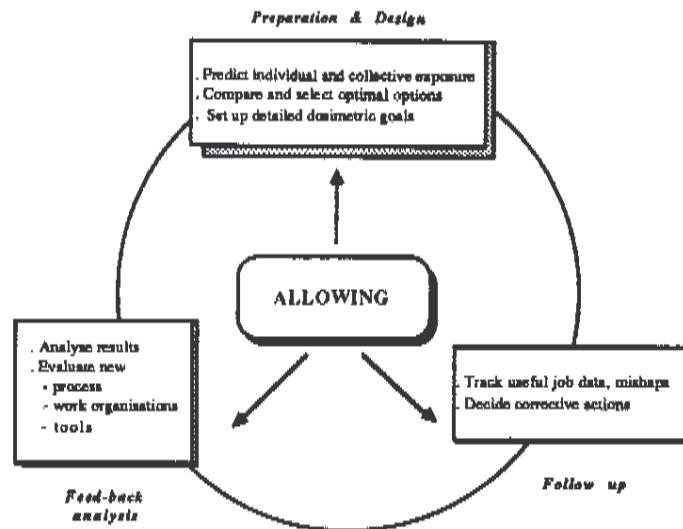 Preparation & Design
. Predict individual and collective exposure
. Compare and select optimal options
. Set up detailed dosimetric goals
ALLOWING
. Analyse results
. Evaluate new
- process
- work organisations
- tools
. Track useful job data, mishaps
. Decide corrective actions
Feed-back
analysis
Follow up